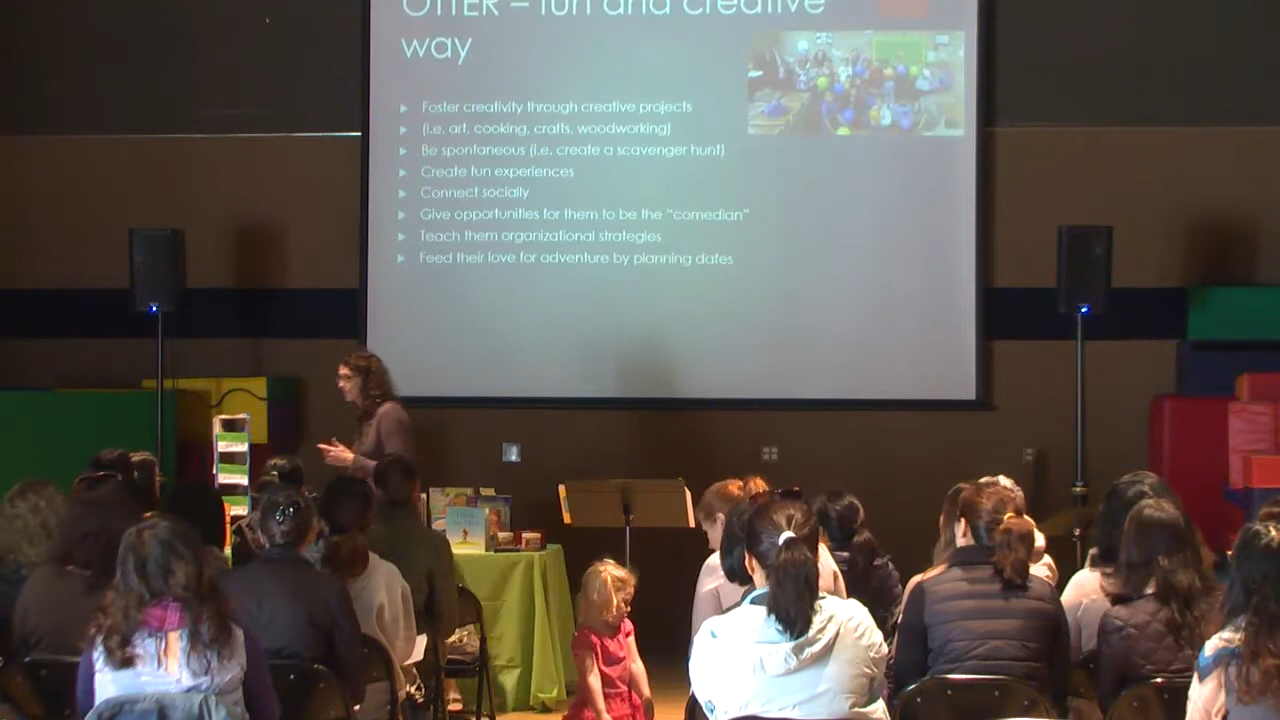 OTTER – fun and creative
way
Foster creativity through creative projects
(i.e. art, cooking, crafts, woodworking)
Be spontaneous (i.e. create a scavenger hunt)
Create fun experiences
Connect socially
Give opportunities for them to be the “comedian”
Teach them organizational strategies
Feed their love for adventure by planning dates